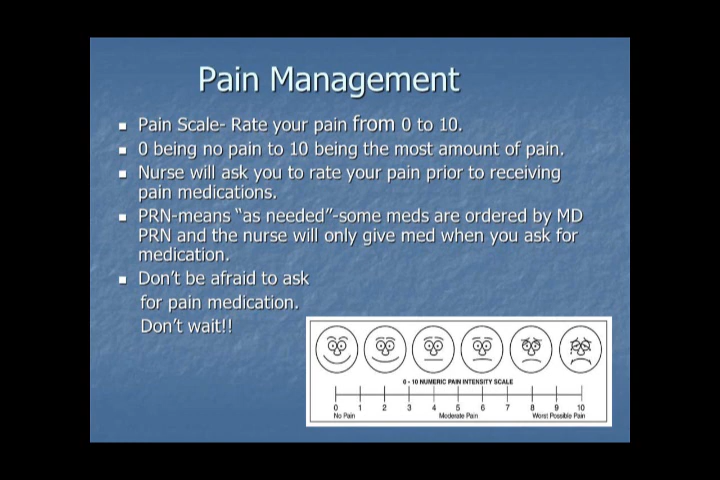 Pain Management
Pain Scale- Rate your pain from 0 to 10.
0 being no pain to 10 being the most amount of pain.
Nurse will ask you to rate your pain prior to receiving
pain medications.
PRN-means “as needed”-some meds are ordered by MD
PRN and the nurse will only give med when you ask for
medication.
Don’t be afraid to ask
for pain medication.
Don’t wait!!
0 - 10 NUMERIC PAIN INTENSITY SCALE
0 1 2 3 4 5 6 7 8 9 10
No Pain Moderate Pain Worst Possible Pain